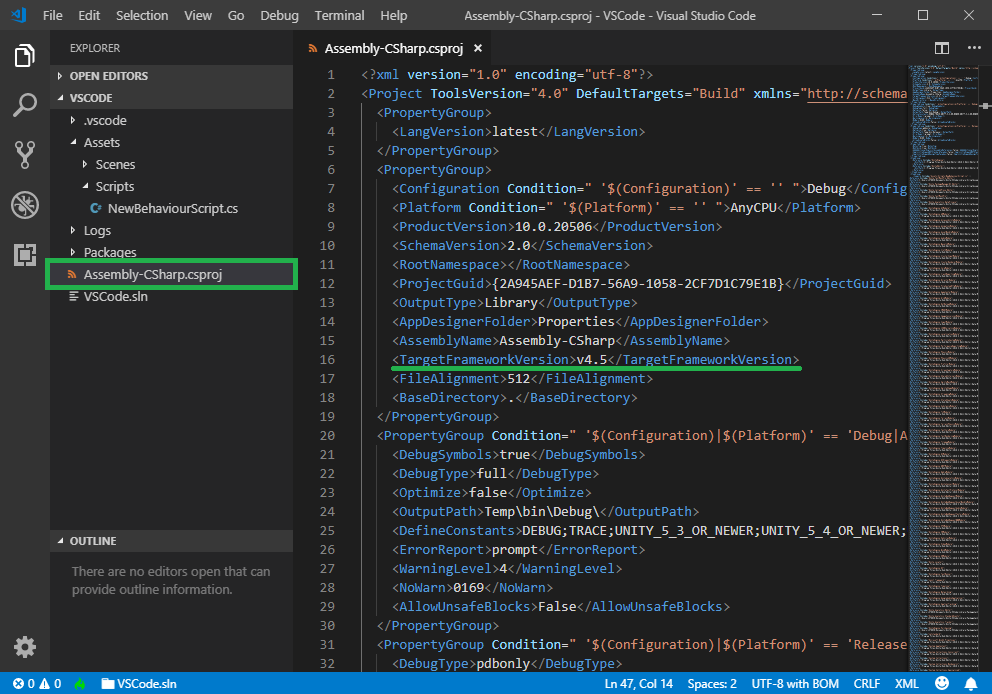 File Edit Selection View Go Debug Terminal Help Assembly-CSharp.csproj - VSCode - Visual Studio Code
EXPLORER
OPEN EDITORS
VSCODE
.vscode
Assets
Scenes
Scripts
C# NewBehaviourScript.cs
Logs
Packages
Assembly-CSharp.csproj
VSCode.sln
OUTLINE
There are no editors open that can
provide outline information.
Assembly-CSharp.csproj ×
1 <?xml version="1.0" encoding="utf-8"?>
2 <Project ToolsVersion="4.0" DefaultTargets="Build" xmlns="http://schema
3 <PropertyGroup>
4 <LangVersion>latest</LangVersion>
5 </PropertyGroup>
6 <PropertyGroup>
7 <Configuration Condition=" '$(Configuration)' == '' ">Debug</Config
8 <Platform Condition=" '$(Platform)' == '' ">AnyCPU</Platform>
9 <ProductVersion>10.0.20506</ProductVersion>
10 <SchemaVersion>2.0</SchemaVersion>
11 <RootNamespace></RootNamespace>
12 <ProjectGuid>{2A945AEF-D1B7-56A9-1058-2CF7D1C79E1B}</ProjectGuid>
13 <OutputType>Library</OutputType>
14 <AppDesignerFolder>Properties</AppDesignerFolder>
15 <AssemblyName>Assembly-CSharp</AssemblyName>
16 <TargetFrameworkVersion>v4.5</TargetFrameworkVersion>
17 <FileAlignment>512</FileAlignment>
18 <BaseDirectory>.</BaseDirectory>
19 </PropertyGroup>
20 <PropertyGroup Condition=" '$(Configuration)|$(Platform)' == 'Debug|A
21 <DebugSymbols>true</DebugSymbols>
22 <DebugType>full</DebugType>
23 <Optimize>false</Optimize>
24 <OutputPath>Temp\bin\Debug\</OutputPath>
25 <DefineConstants>DEBUG;TRACE;UNITY_5_3_OR_NEWER;UNITY_5_4_OR_NEWER;
26 <ErrorReport>prompt</ErrorReport>
27 <WarningLevel>4</WarningLevel>
28 <NoWarn>0169</NoWarn>
29 <AllowUnsafeBlocks>False</AllowUnsafeBlocks>
30 </PropertyGroup>
31 <PropertyGroup Condition=" '$(Configuration)|$(Platform)' == 'Release
32 <DebugType>pdbonly</DebugType>
0 0 VSCode.sln Ln 47, Col 14 Spaces: 2 UTF-8 with BOM CRLF XML